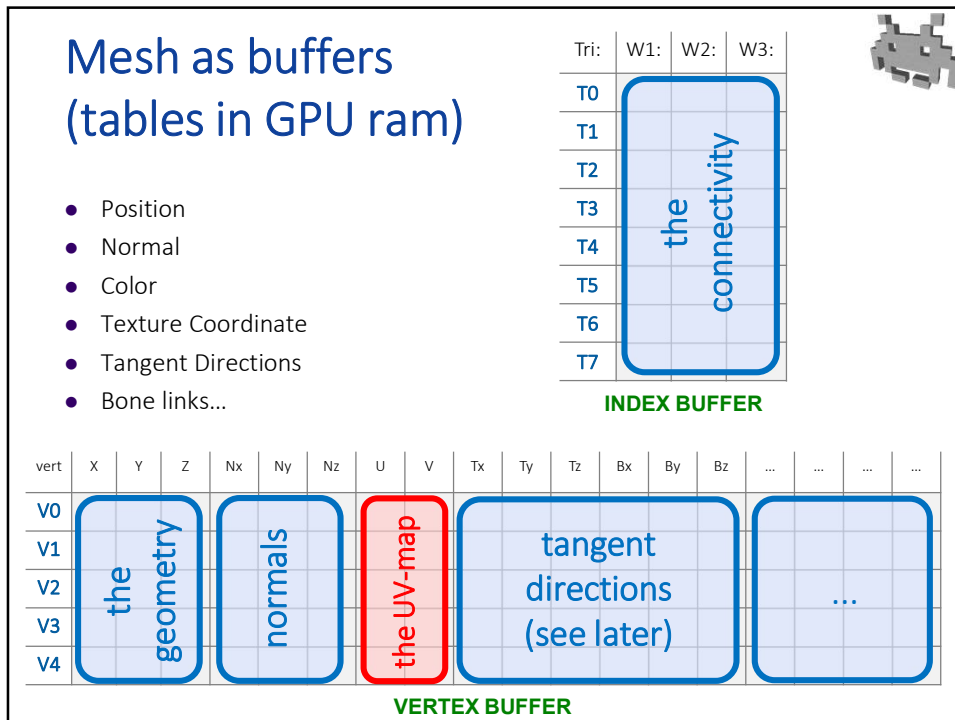 Mesh as buffers
(tables in GPU ram)
• Position
• Normal
• Color
• Texture Coordinate
• Tangent Directions
• Bone links...
Tri: W1: W2: W3:
T0
T1
T2
T3
T4
T5
T6
T7
the
connectivity
INDEX BUFFER
vert X Y Z Nx Ny Nz U V Tx Ty Tz Bx By Bz ... ... ... ...
V0
V1
V2
V3
V4
the
geometry
normals
the UV-map
tangent
directions
(see later)
...
VERTEX BUFFER